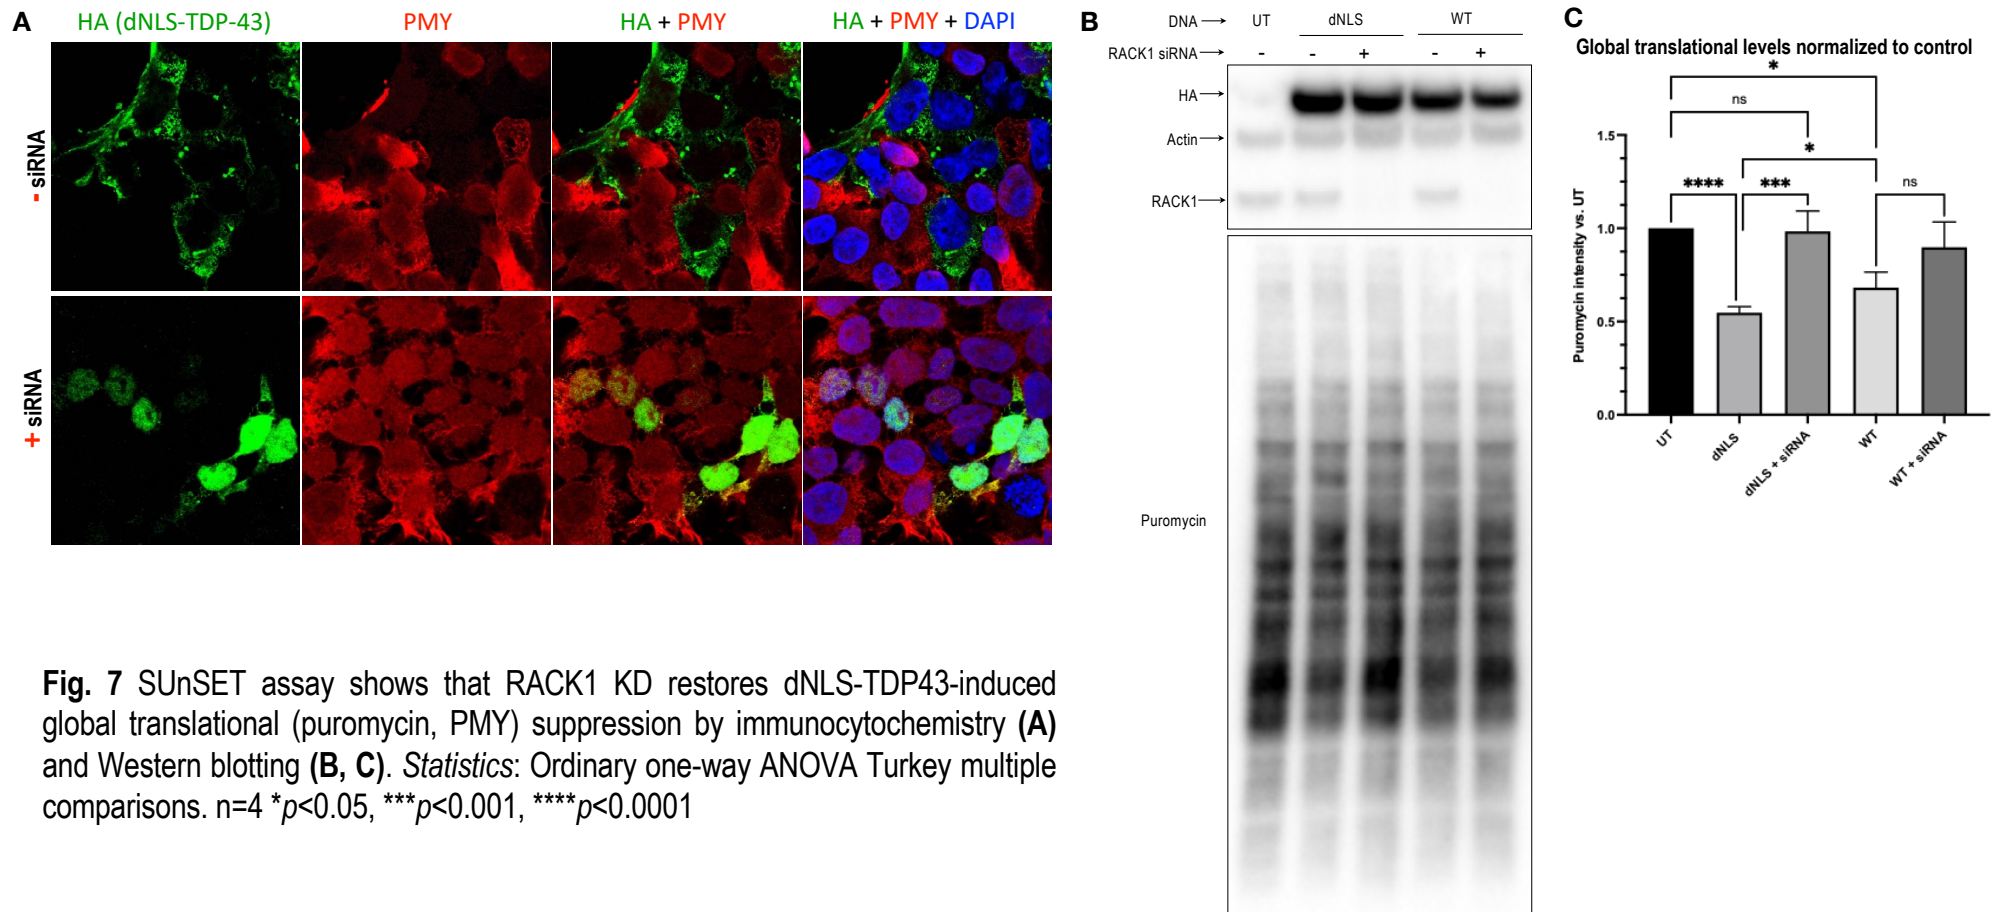 A
HA (dNLS-TDP-43)
PMY
HA + PMY
HA + PMY + DAPI
- siRNA
+ siRNA
B
DNA UT dNLS WT
RACK1 siRNA - - + - +
HA
Actin
RACK1
Puromycin
C
Global translational levels normalized to control
*
ns
*
**** *** ns
Puromycin intensity vs. UT
1.5
1.0
0.5
0.0
UT
dNLS
dNLS + siRNA
WT
WT + siRNA
Fig. 7 SUnSET assay shows that RACK1 KD restores dNLS-TDP43-induced
global translational (puromycin, PMY) suppression by immunocytochemistry (A)
and Western blotting (B, C). Statistics: Ordinary one-way ANOVA Turkey multiple
comparisons. n=4 *p<0.05, ***p<0.001, ****p<0.0001